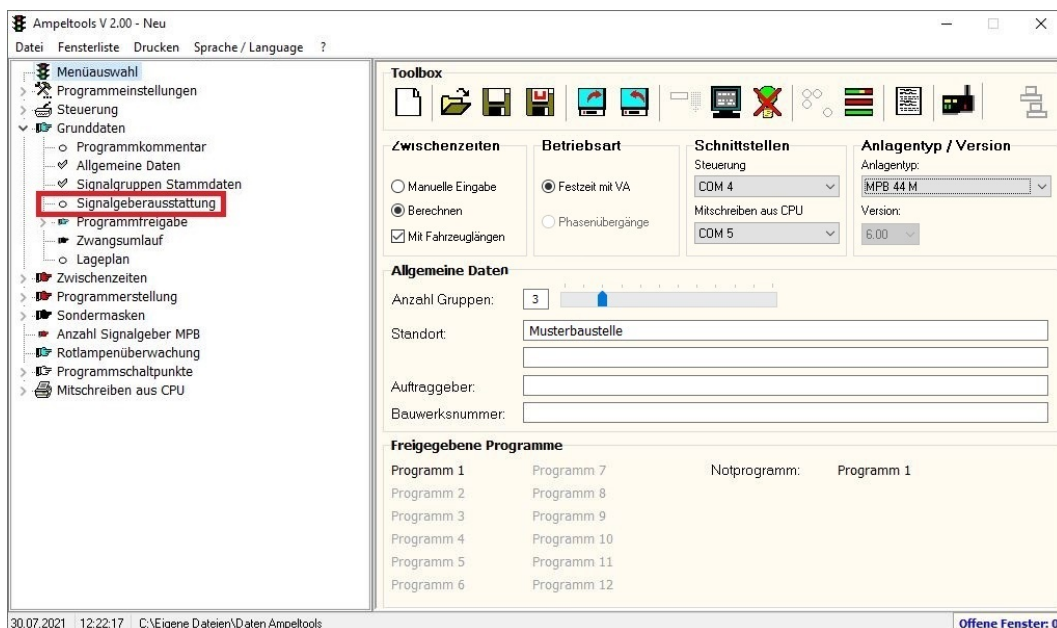 Ampeltools V 2.00 - Neu
Datei Fensterliste Drucken Sprache / Language ?
Menüauswahl
Programmeinstellungen
Steuerung
Grunddaten
Programmkommentar
Allgemeine Daten
Signalgruppen Stammdaten
Signalgeberausstattung
Programmfreigabe
Zwangsumlauf
Lageplan
Zwischenzeiten
Programmerstellung
Sondermasken
Anzahl Signalgeber MPB
Rotlampenüberwachung
Programmschaltpunkte
Mitschreiben aus CPU
Toolbox
Zwischenzeiten
Manuelle Eingabe
Berechnen
Mit Fahrzeuglängen
Betriebsart
Festzeit mit VA
Phasenübergänge
Schnittstellen
Steuerung
COM 4
Mitschreiben aus CPU
COM 5
Anlagentyp / Version
Anlagentyp:
MPB 44 M
Version:
6.00
Allgemeine Daten
Anzahl Gruppen: 3
Standort: Musterbaustelle
Auftraggeber:
Bauwerksnummer:
Freigegebene Programme
Programm 1 Programm 7 Notprogramm: Programm 1
Programm 2 Programm 8
Programm 3 Programm 9
Programm 4 Programm 10
Programm 5 Programm 11
Programm 6 Programm 12
30.07.2021 12:22:17 C:\Eigene Dateien\Daten Ampeltools Offene Fenster: 0